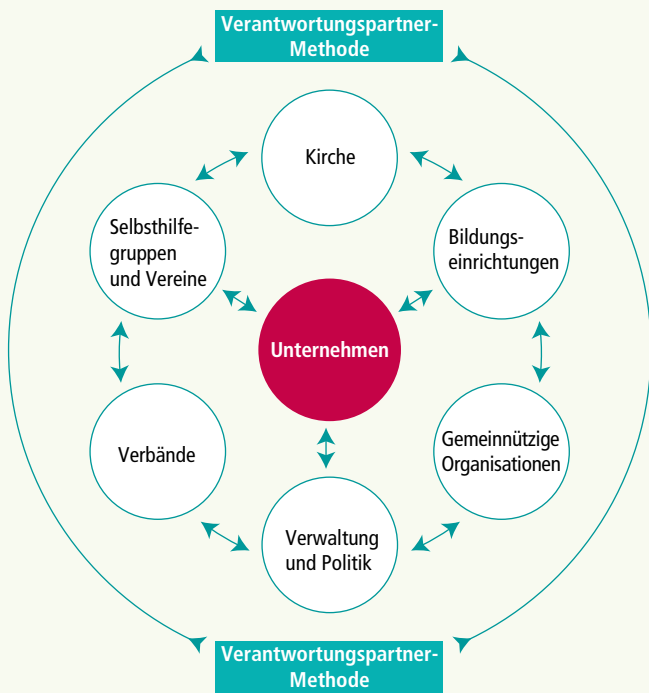 Verantwortungspartner-
Methode
Kirche
Selbsthilfe-
gruppen
und Vereine
Bildungs-
einrichtungen
Unternehmen
Verbände
Gemeinnützige
Organisationen
Verwaltung
und Politik
Verantwortungspartner-
Methode